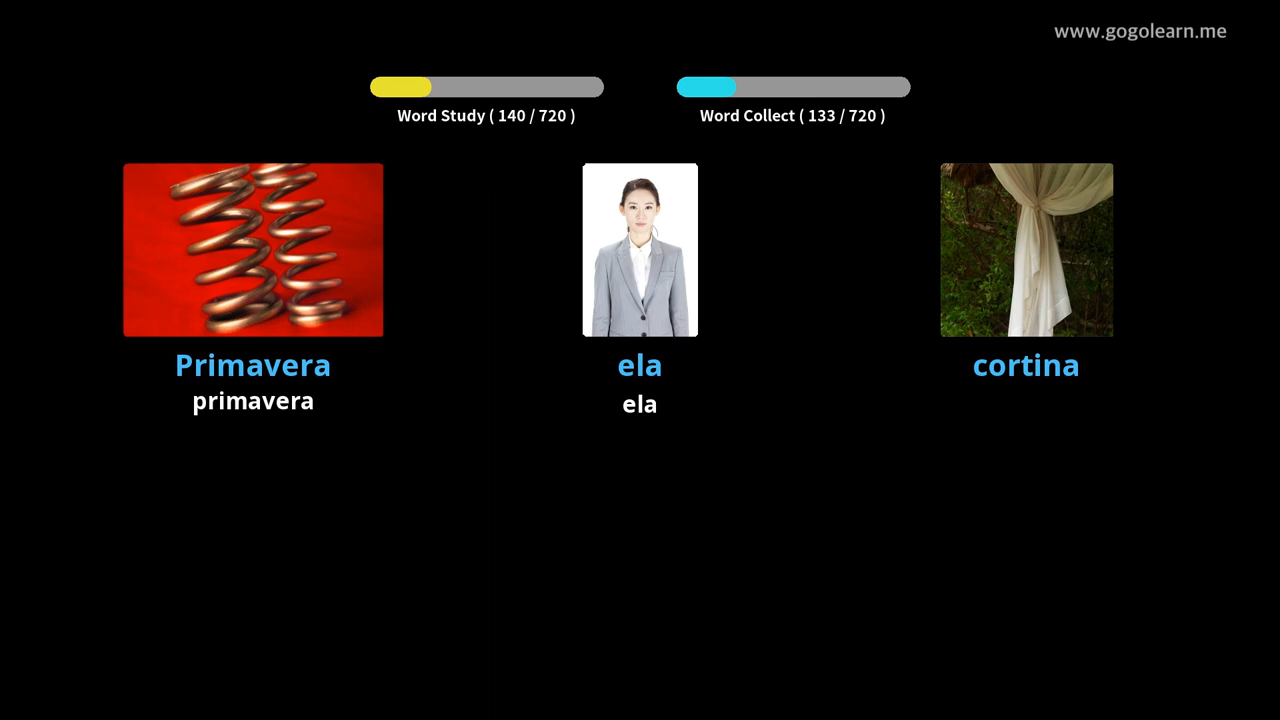 www.gogolearn.me
Word Study ( 140 / 720 )
Word Collect ( 133 / 720 )
Primavera
primavera
ela
ela
cortina